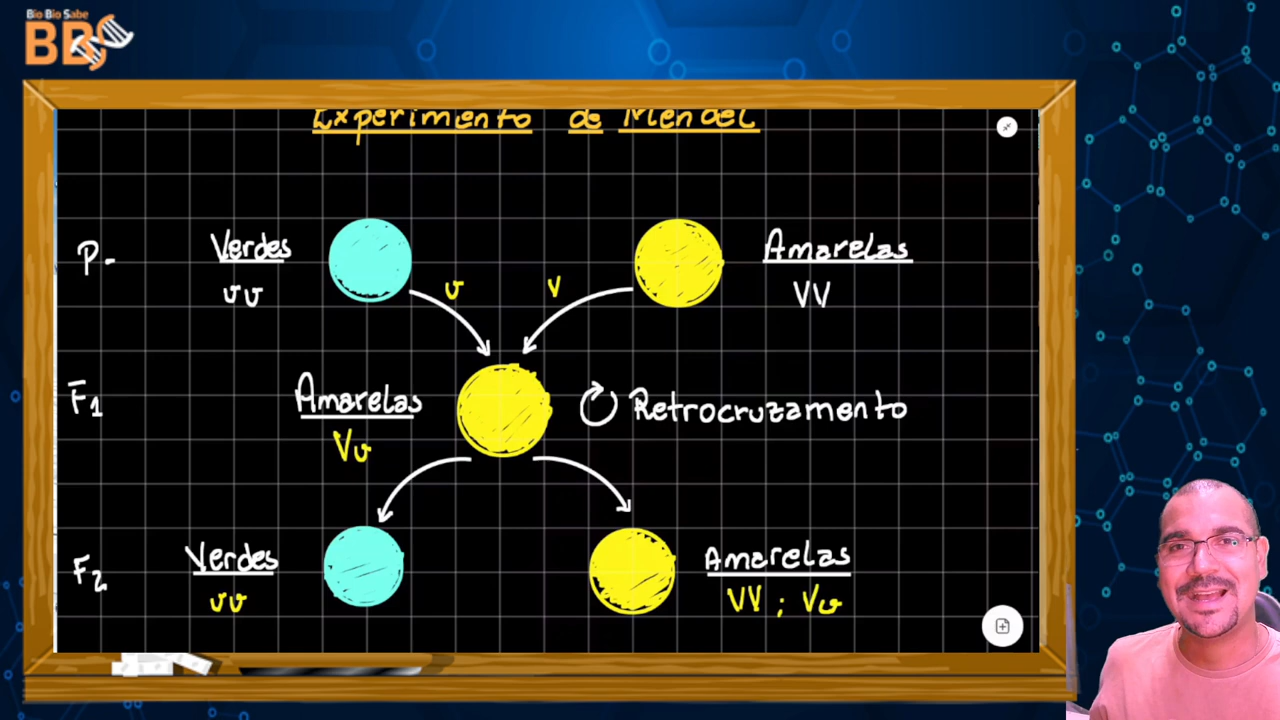 Bio Bio Sabe
BBS
Experimento de Mendel
P- Verdes Amarelas
vv VV
v V
F1 Amarelas Retrocruzamento
Vv
F2 Verdes Amarelas
vv VV ; Vv